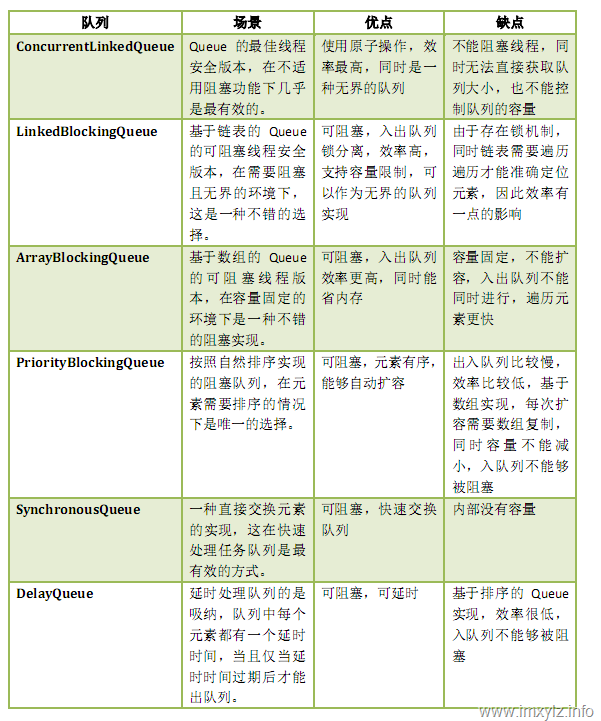 队列 场景 优点 缺点
ConcurrentLinkedQueue Queue 的最佳线程 使用原子操作，效 不能阻塞线程，同
安全版本，在不适 率最高，同时是一 时无法直接获取队
用阻塞功能下几乎 种无界的队列 列大小，也不能控
是最有效的。 制队列的容量
LinkedBlockingQueue 基于链表的 Queue 可阻塞，入出队列 由于存在锁机制，
的可阻塞线程安全 锁分离，效率高， 同时链表需要遍历
版本，在需要阻塞 支持容量限制，可 遍历才能准确定位
且无界的环境下， 以作为无界的队列 元素，因此效率有
这是一种不错的选 实现 一点的影响
择。
ArrayBlockingQueue 基于数组的 Queue 可阻塞，入出队列 容量固定，不能扩
的可阻塞线程版 效率更高，同时能 容，入出队列不能
本，在容量固定的 省内存 同时进行，遍历元
环境下是一种不错 素更快
的阻塞实现。
PriorityBlockingQueue 按照自然排序实现 可阻塞，元素有序， 出入队列比较慢，
的阻塞队列，在元 能够自动扩容 效率比较低，基于
素需要排序的情况 数组实现，每次扩
下是唯一的选择。 容需要数组复制，
同时容量不能减
小，入队列不能够
被阻塞
SynchronousQueue 一种直接交换元素 可阻塞，快速交换 内部没有容量
的实现，这在快速 队列
处理任务队列是最
有效的方式。
DelayQueue 延时处理队列的是 可阻塞，可延时 基于排序的 Queue
吸纳，队列中每个 实现，效率很低，
元素都有一个延时 入队列不能够被阻
时间，当且仅当延 塞
时时间过期后才能
出队列。
www.imxylz.info